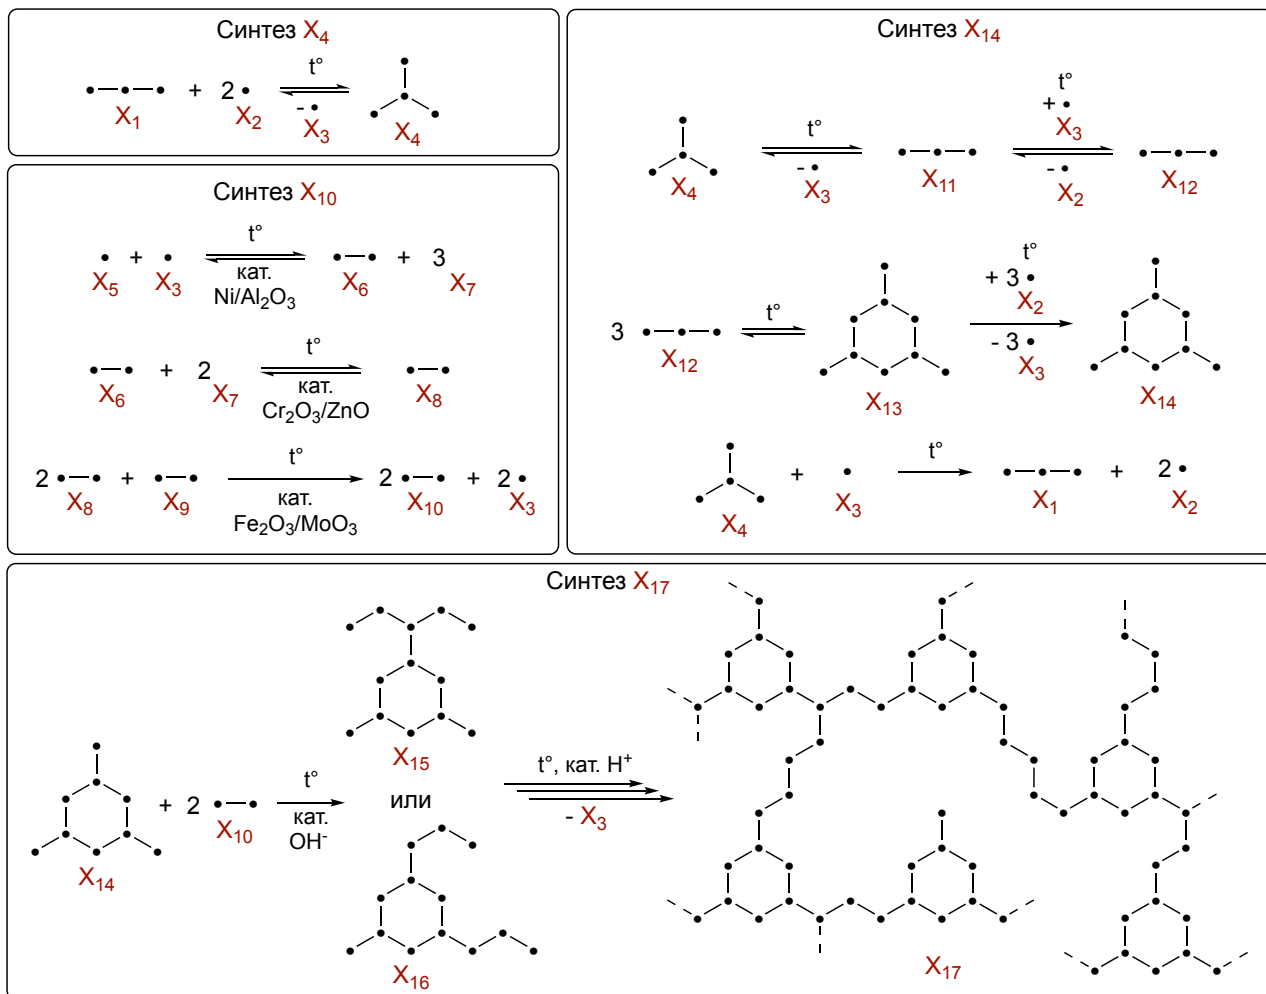 Синтез X4
t°
X1 + 2 X2 - X3 X4
Синтез X10
t°
X5 + X3 кат. X6 + 3 X7
Ni/Al2O3
t°
X6 + 2 X7 кат. X8
Cr2O3/ZnO
t°
2 X8 + X9 кат. 2 X10 + 2 X3
Fe2O3/MoO3
Синтез X14
t°
t° + X3
X4 - X3 X11 - X2 X12
t°
t° + 3 X2
3 X12 X13 - 3 X3 X14
t°
X4 + X3 X1 + 2 X2
Синтез X17
X15
t° t°, кат. H+
X14 + 2 X10 кат. или - X3
OH-
X16 X17